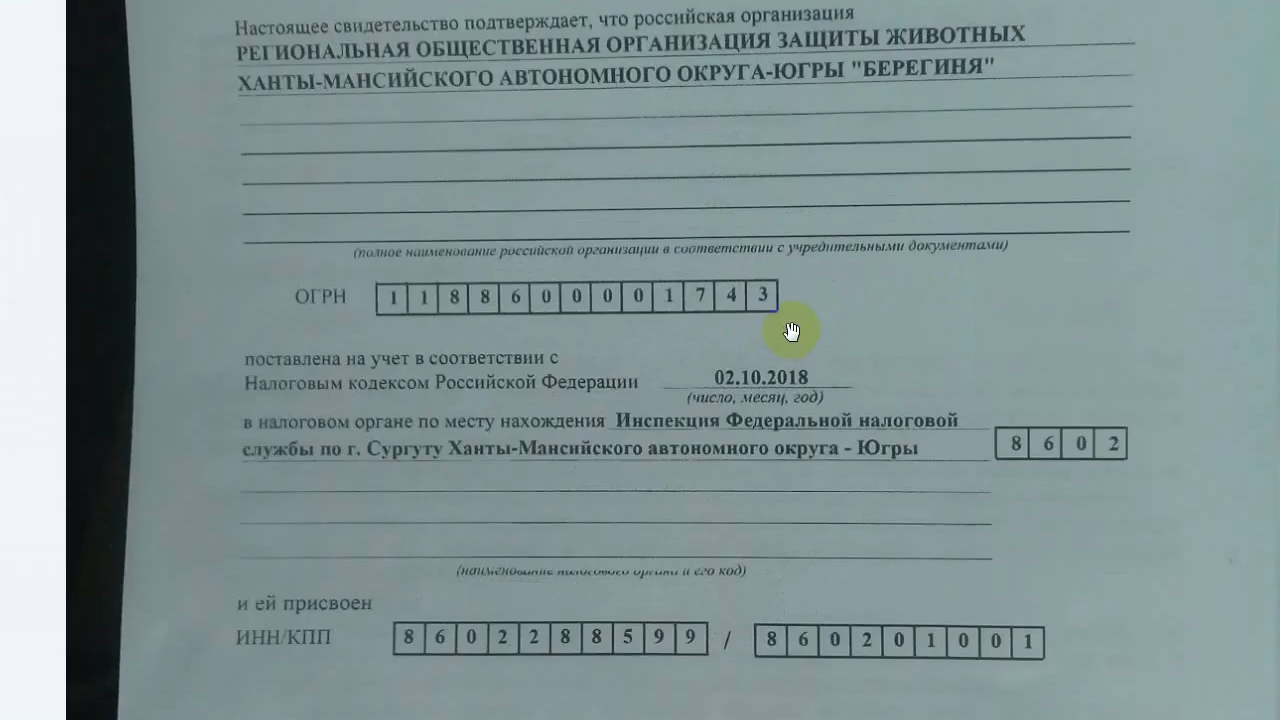 Настоящее свидетельство подтверждает, что российская организация
РЕГИОНАЛЬНАЯ ОБЩЕСТВЕННАЯ ОРГАНИЗАЦИЯ ЗАЩИТЫ ЖИВОТНЫХ
ХАНТЫ-МАНСИЙСКОГО АВТОНОМНОГО ОКРУГА-ЮГРЫ "БЕРЕГИНЯ"
(полное наименование российской организации в соответствии с учредительными документами)
ОГРН 1 1 8 8 6 0 0 0 0 1 7 4 3
поставлена на учет в соответствии с
Налоговым кодексом Российской Федерации 02.10.2018
(число, месяц, год)
в налоговом органе по месту нахождения Инспекция Федеральной налоговой
службы по г. Сургуту Ханты-Мансийского автономного округа - Югры 8 6 0 2
(наименование налогового органа и его код)
и ей присвоен
ИНН/КПП 8 6 0 2 2 8 8 5 9 9 / 8 6 0 2 0 1 0 0 1